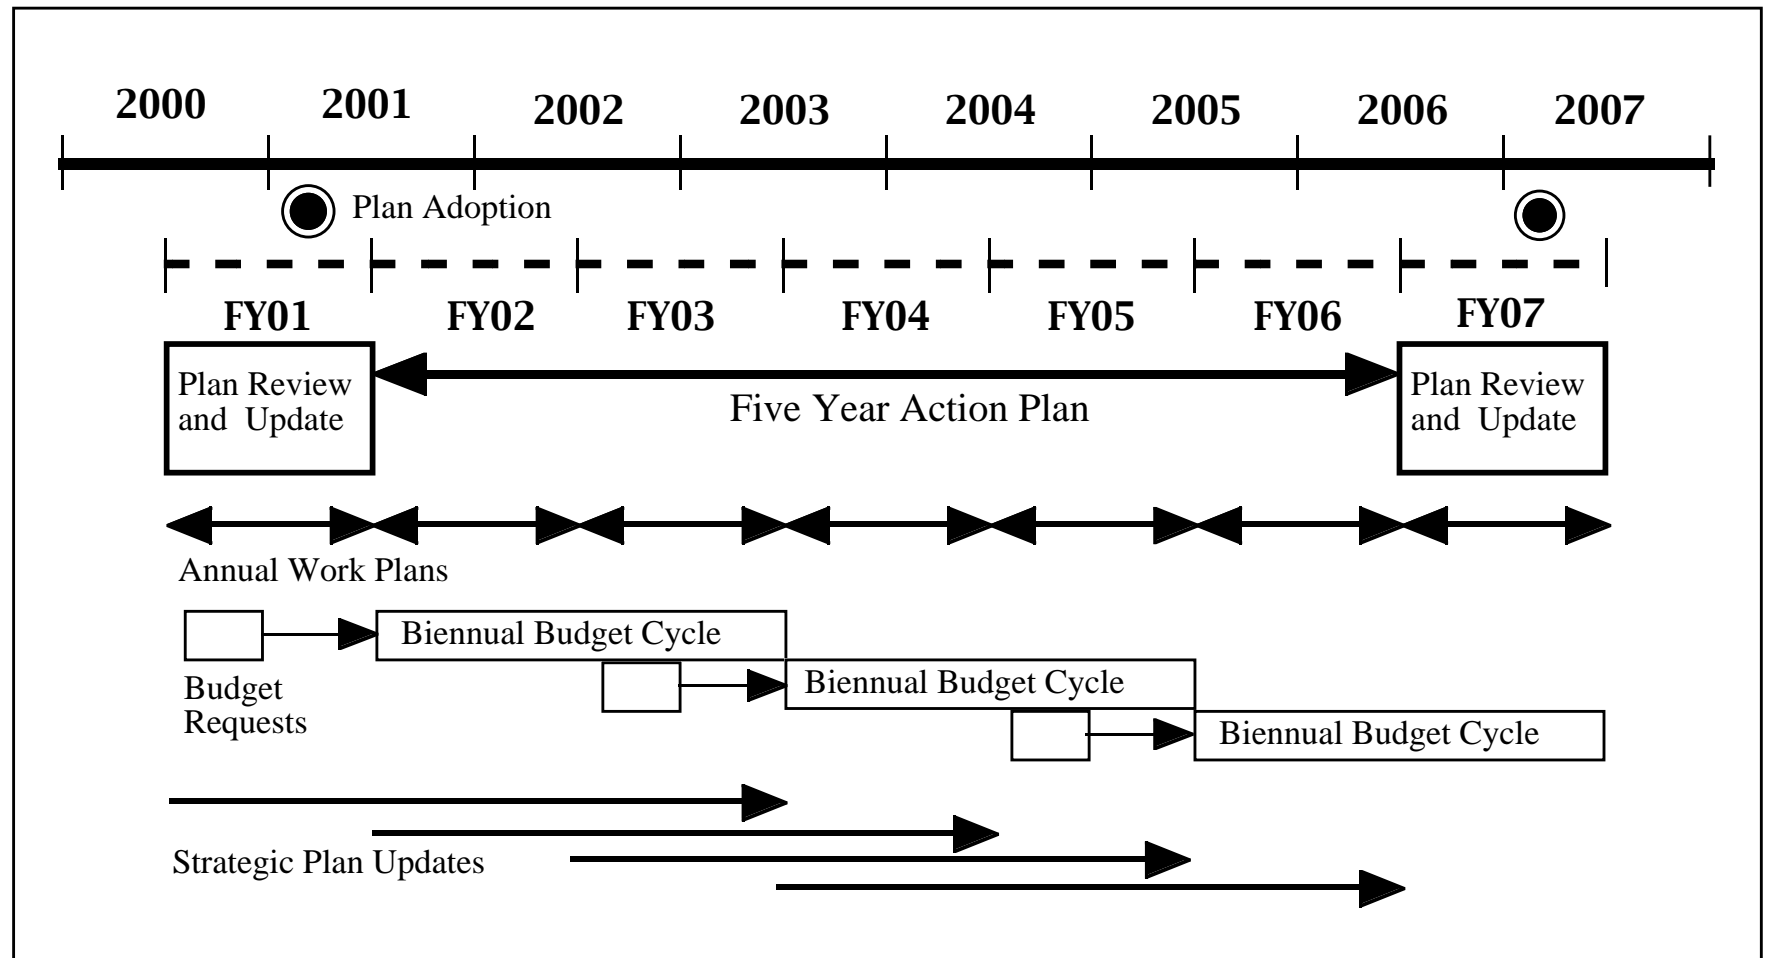 2000 2001 2002 2003 2004 2005 2006 2007
Plan Adoption
FY01 FY02 FY03 FY04 FY05 FY06 FY07
Plan Review
and Update
Five Year Action Plan
Plan Review
and Update
Annual Work Plans
Biennual Budget Cycle
Budget
Requests
Biennual Budget Cycle
Biennual Budget Cycle
Strategic Plan Updates